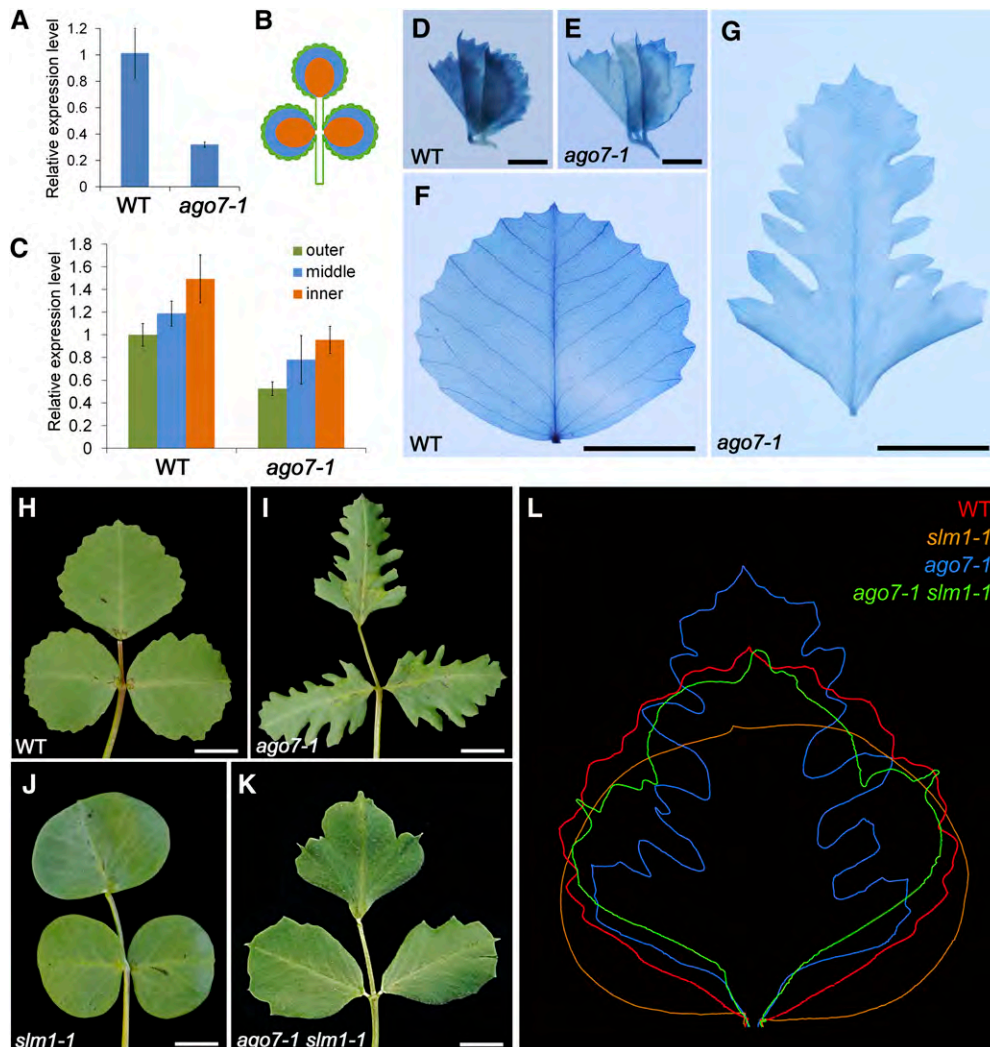 A
Relative expression level
1.2
1
0.8
0.6
0.4
0.2
0
WT
ago7-1
B
C
Relative expression level
1.8
1.6
1.4
1.2
1
0.8
0.6
0.4
0.2
0
outer
middle
inner
WT
ago7-1
D
WT
E
ago7-1
F
WT
G
ago7-1
H
WT
I
ago7-1
J
slm1-1
K
ago7-1 slm1-1
L
WT
slm1-1
ago7-1
ago7-1 slm1-1